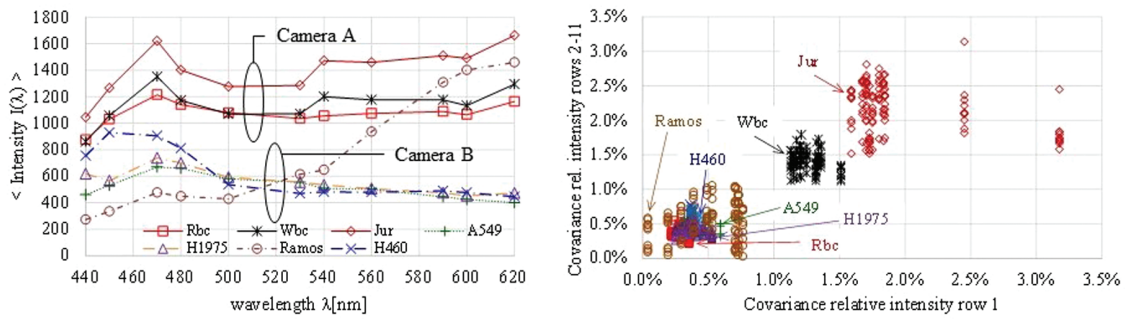 < Intensity I(λ) >
1800
1600
1400
1200
1000
800
600
400
200
0
Camera A
Camera B
Rbc Wbc Jur A549
H1975 Ramos H460
440 460 480 500 520 540 560 580 600 620
wavelength λ[nm]
Covariance rel. intensity rows 2-11
3.5%
3.0%
2.5%
2.0%
1.5%
1.0%
0.5%
0.0%
Jur
Ramos
Wbc
H460
A549
H1975
Rbc
0.0% 0.5% 1.0% 1.5% 2.0% 2.5% 3.0% 3.5%
Covariance relative intensity row 1